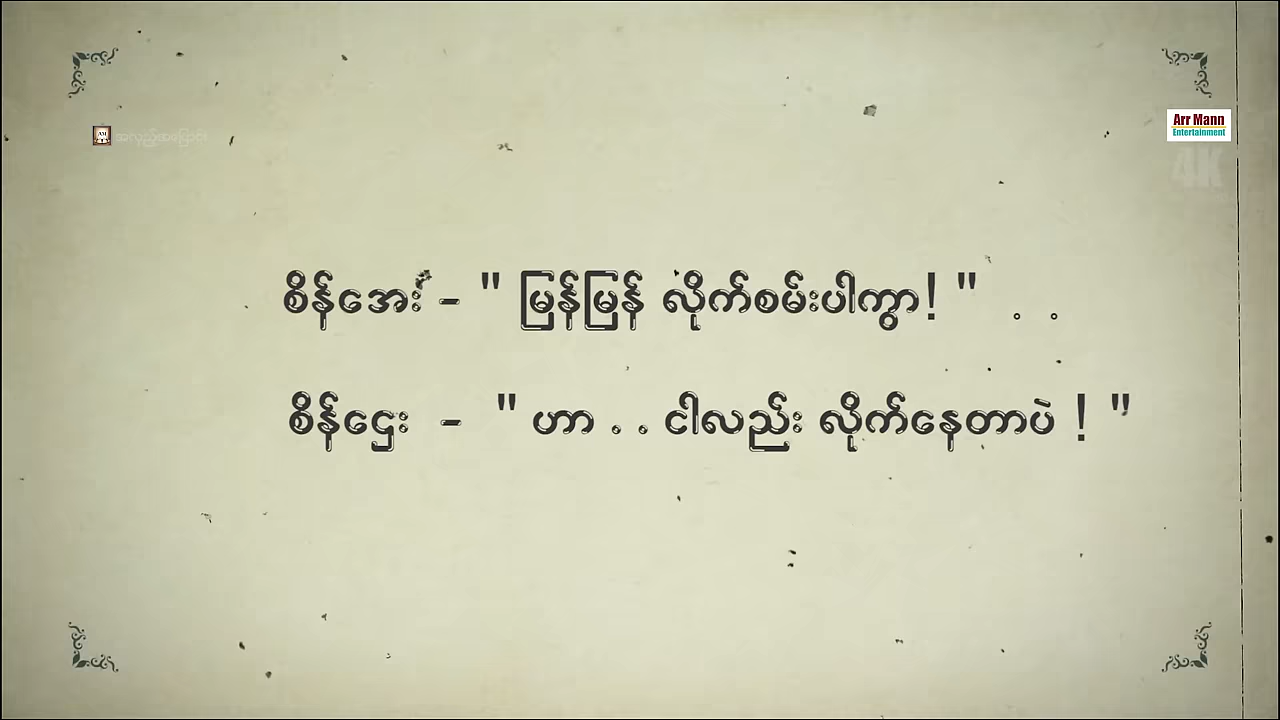 Arr Mann
Entertainment
4K
စိန်အေး - " မြန်မြန် လိုက်စမ်းပါကွာ! " . .
စိန်ဌေး - " ဟာ . . ငါလည်း လိုက်နေတာပဲ ! "